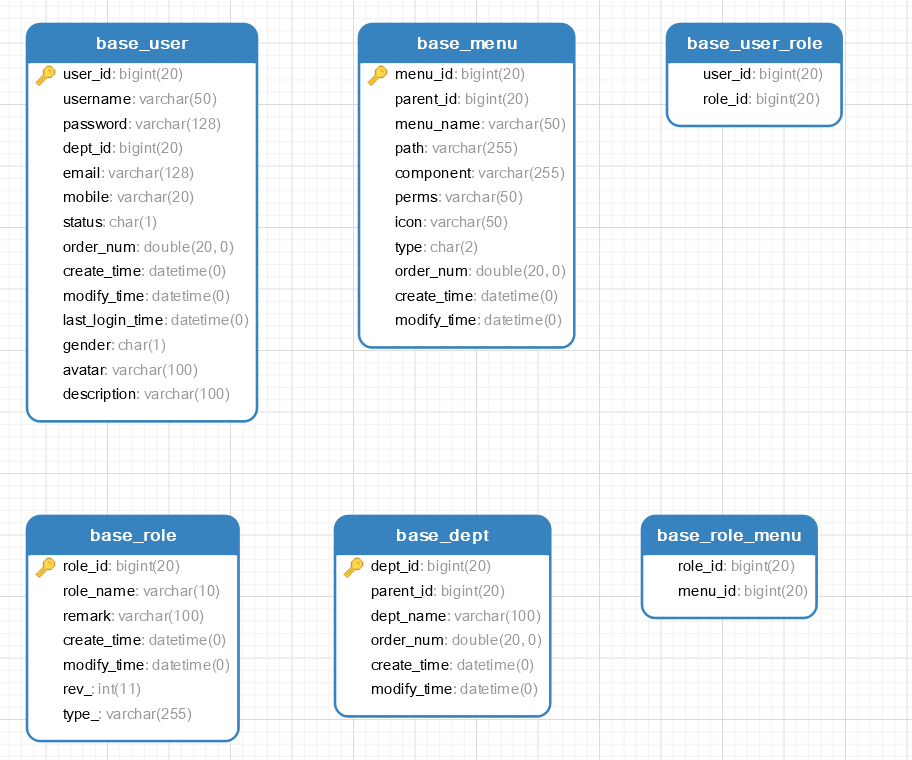 base_user
user_id: bigint(20)
username: varchar(50)
password: varchar(128)
dept_id: bigint(20)
email: varchar(128)
mobile: varchar(20)
status: char(1)
order_num: double(20, 0)
create_time: datetime(0)
modify_time: datetime(0)
last_login_time: datetime(0)
gender: char(1)
avatar: varchar(100)
description: varchar(100)
base_menu
menu_id: bigint(20)
parent_id: bigint(20)
menu_name: varchar(50)
path: varchar(255)
component: varchar(255)
perms: varchar(50)
icon: varchar(50)
type: char(2)
order_num: double(20, 0)
create_time: datetime(0)
modify_time: datetime(0)
base_user_role
user_id: bigint(20)
role_id: bigint(20)
base_role
role_id: bigint(20)
role_name: varchar(10)
remark: varchar(100)
create_time: datetime(0)
modify_time: datetime(0)
rev_: int(11)
type_: varchar(255)
base_dept
dept_id: bigint(20)
parent_id: bigint(20)
dept_name: varchar(100)
order_num: double(20, 0)
create_time: datetime(0)
modify_time: datetime(0)
base_role_menu
role_id: bigint(20)
menu_id: bigint(20)